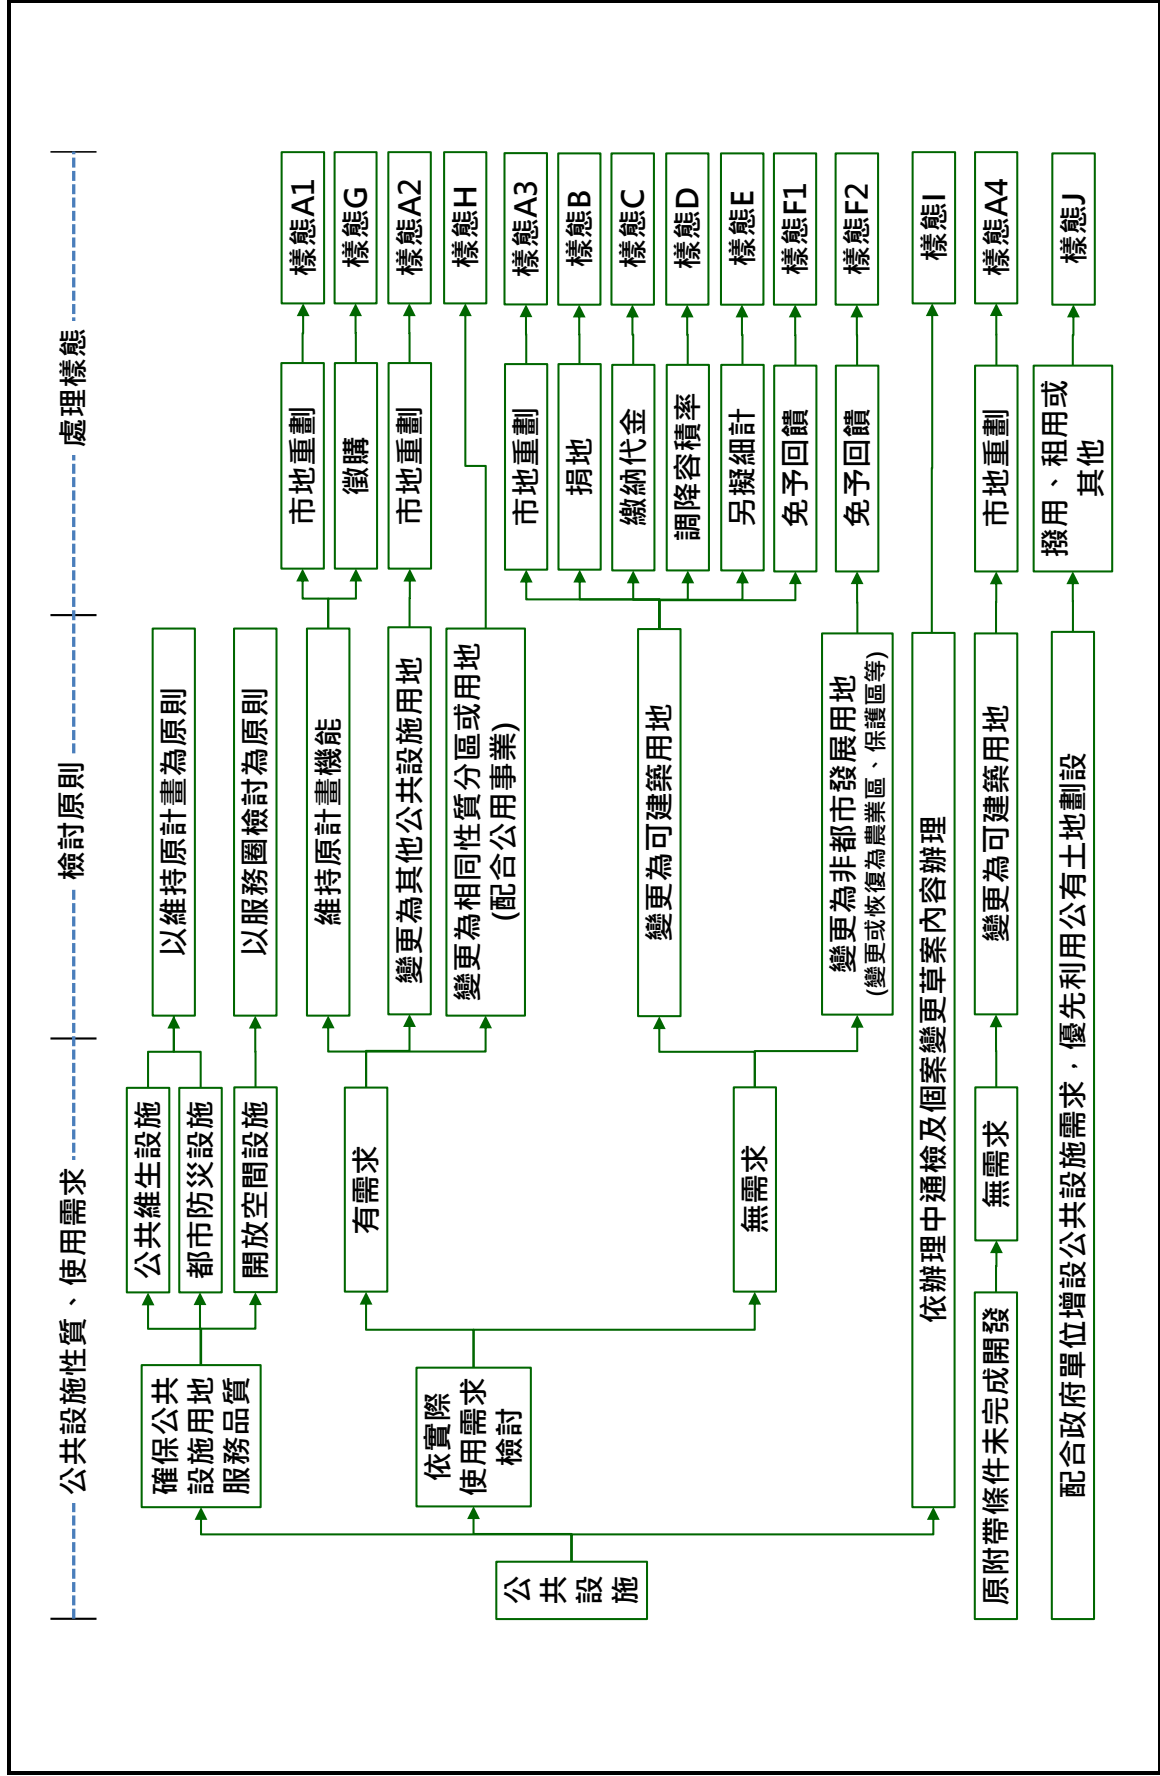 公共設施性質、使用需求
檢討原則
處理樣態
公
共
設
施
確保公共
設施用地
服務品質
公共維生設施
都市防災設施
開放空間設施
以維持原計畫為原則
以服務圈檢討為原則
依實際
使用需求
檢討
有需求
維持原計畫機能
市地重劃
樣態A1
徵購
樣態G
變更為其他公共設施用地
市地重劃
樣態A2
變更為相同性質分區或用地
(配合公用事業)
樣態H
無需求
變更為可建築用地
市地重劃
樣態A3
捐地
樣態B
繳納代金
樣態C
調降容積率
樣態D
另擬細計
樣態E
免予回饋
樣態F1
變更為非都市發展用地
(變更或恢復為農業區、保護區等)
免予回饋
樣態F2
依辦理中通檢及個案變更草案內容辦理
樣態I
原附帶條件未完成開發
無需求
變更為可建築用地
市地重劃
樣態A4
配合政府單位增設公共設施需求，優先利用公有土地劃設
撥用、租用或
其他
樣態J